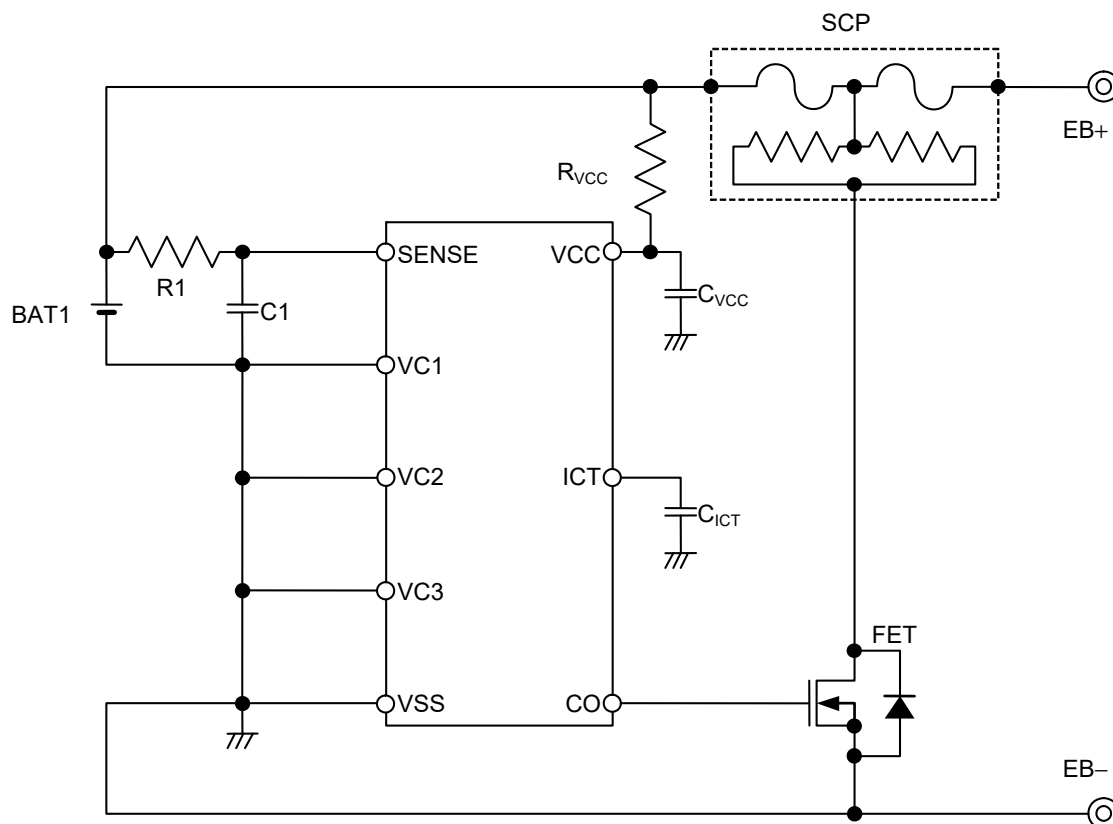 SCP
EB+
RVCC
SENSE
VCC
R1
CVCC
BAT1
C1
VC1
VC2
ICT
CICT
VC3
FET
VSS
CO
EB−